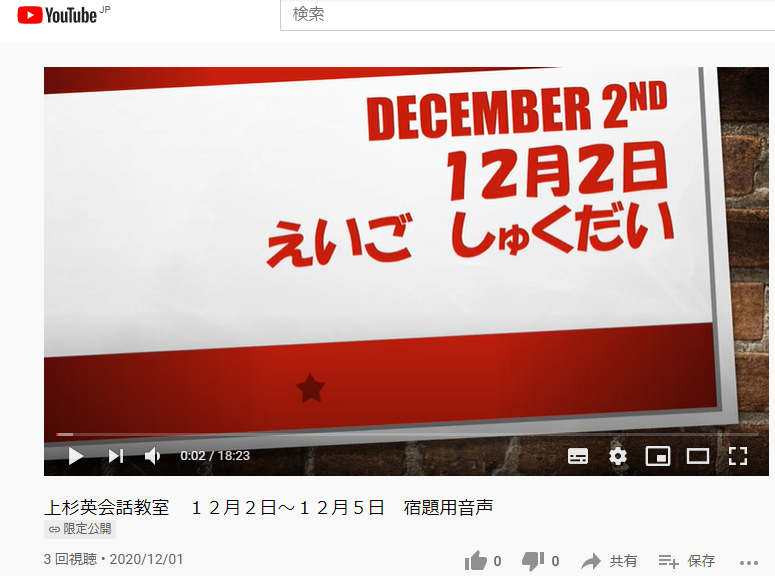 YouTube JP
検索
DECEMBER 2ND
12月2日
えいご しゅくだい
0:02 / 18:23
上杉英会話教室　１２月２日～１２月５日　宿題用音声
限定公開
3 回視聴・2020/12/01
0 0 共有 保存